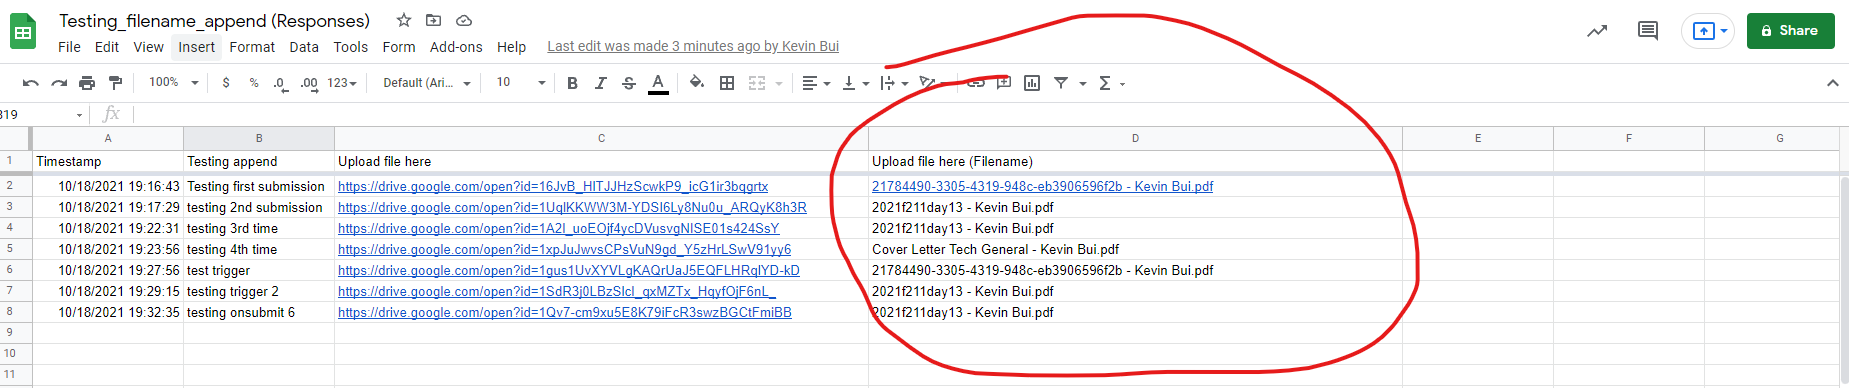 Testing_filename_append (Responses)
File Edit View Insert Format Data Tools Form Add-ons Help Last edit was made 3 minutes ago by Kevin Bui
Share
100% $ % .0 .00 123 Default (Ari... 10 B I S A
319 fx
A B C D E F G
1 Timestamp Testing append Upload file here Upload file here (Filename)
2 10/18/2021 19:16:43 Testing first submission https://drive.google.com/open?id=16JvB_HlTJJHzScwkP9_icG1ir3bqgrtx 21784490-3305-4319-948c-eb3906596f2b - Kevin Bui.pdf
3 10/18/2021 19:17:29 testing 2nd submission https://drive.google.com/open?id=1UqIKKWW3M-YDSI6Ly8Nu0u_ARQyK8h3R 2021f211day13 - Kevin Bui.pdf
4 10/18/2021 19:22:31 testing 3rd time https://drive.google.com/open?id=1A2I_uoEOjf4ycDVusvgNlSE01s424SsY 2021f211day13 - Kevin Bui.pdf
5 10/18/2021 19:23:56 testing 4th time https://drive.google.com/open?id=1xpJuJwvsCPsVuN9gd_Y5zHrLSwV91yy6 Cover Letter Tech General - Kevin Bui.pdf
6 10/18/2021 19:27:56 test trigger https://drive.google.com/open?id=1gus1UvXYVLgKAQrUaJ5EQFLHRqlYD-kD 21784490-3305-4319-948c-eb3906596f2b - Kevin Bui.pdf
7 10/18/2021 19:29:15 testing trigger 2 https://drive.google.com/open?id=1SdR3j0LBzSlcl_qxMZTx_HqyfOjF6nL_ 2021f211day13 - Kevin Bui.pdf
8 10/18/2021 19:32:35 testing onsubmit 6 https://drive.google.com/open?id=1Qv7-cm9xu5E8K79iFcR3swzBGCtFmiBB 2021f211day13 - Kevin Bui.pdf
9
10
11